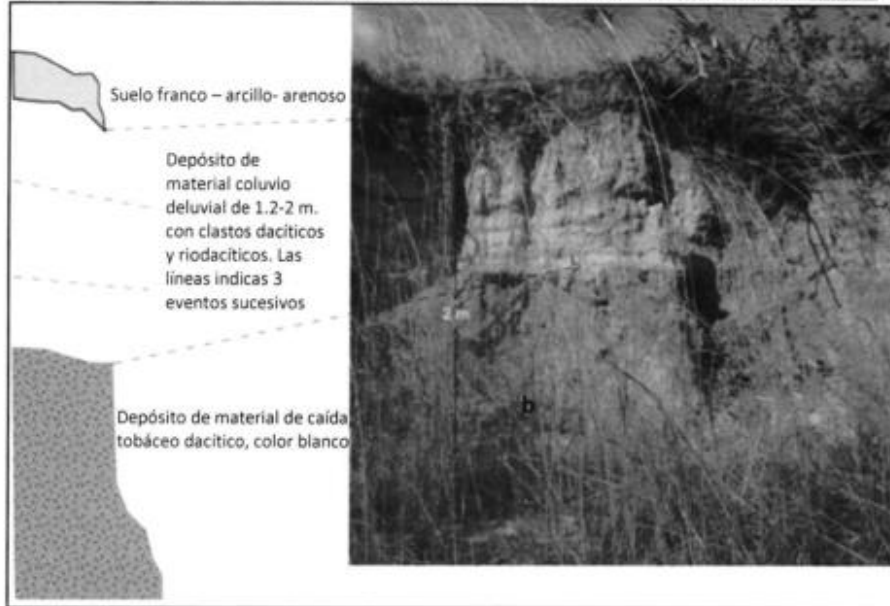 Suelo franco – arcillo- arenoso
Depósito de
material coluvio
deluvial de 1.2-2 m.
con clastos dacíticos
y riodacíticos. Las
líneas indicas 3
eventos sucesivos
2 m
b
Depósito de material de caída
tobáceo dacítico, color blanco